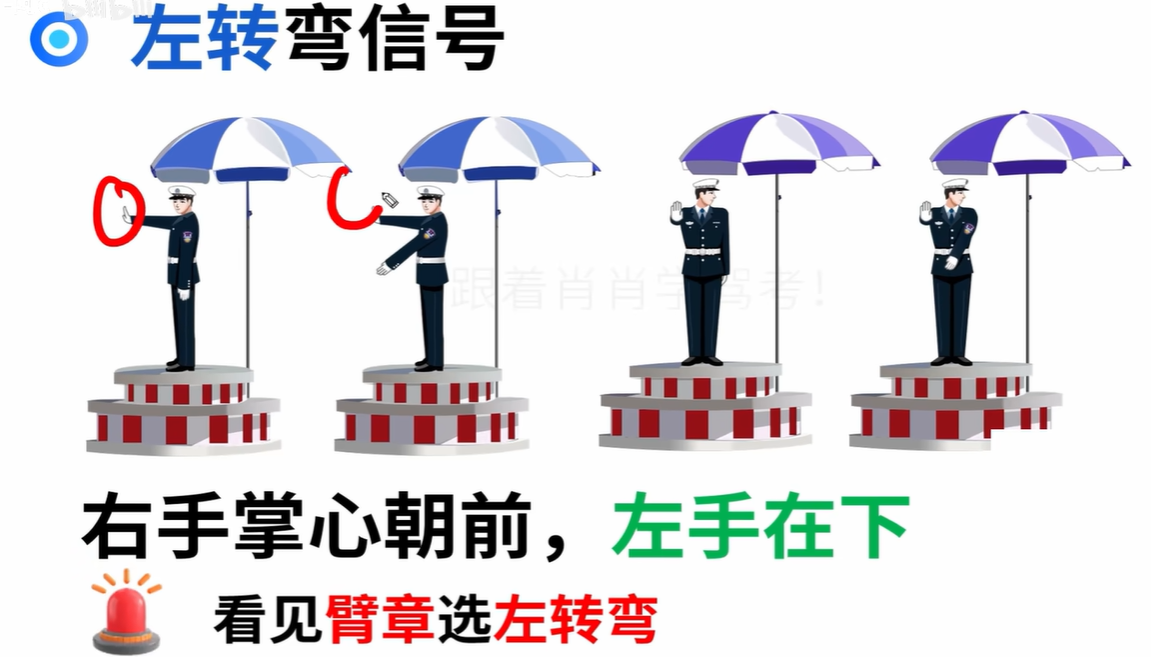 左转弯信号
跟着肖肖学驾考！
右手掌心朝前，左手在下
看见臂章选左转弯